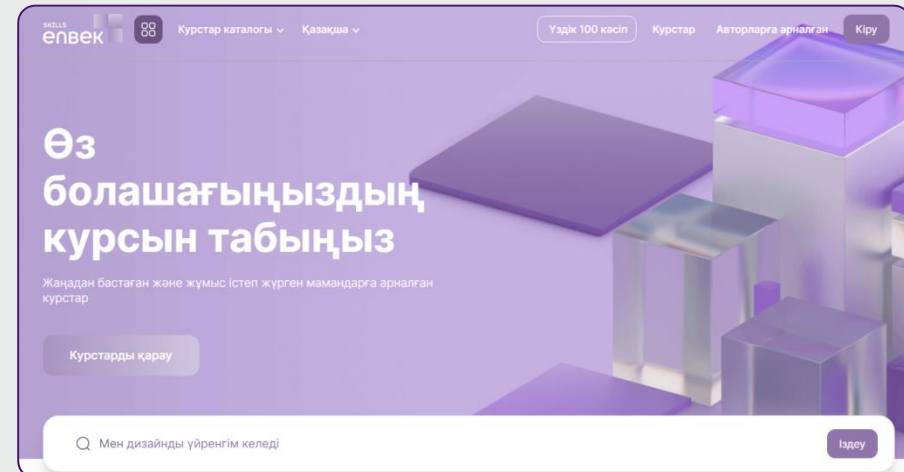 SKILLS
eпвек
Курстар каталогы
Қазақша
Үздік 100 кәсіп
Курстар
Авторларға арналған
Кіру
Өз
болашағыңыздың
курсын табыңыз
Жаңадан бастаған және жұмыс істеп жүрген мамандарға арналған
курстар
Курстарды қарау
Мен дизайнды үйренгім келеді
Іздеу